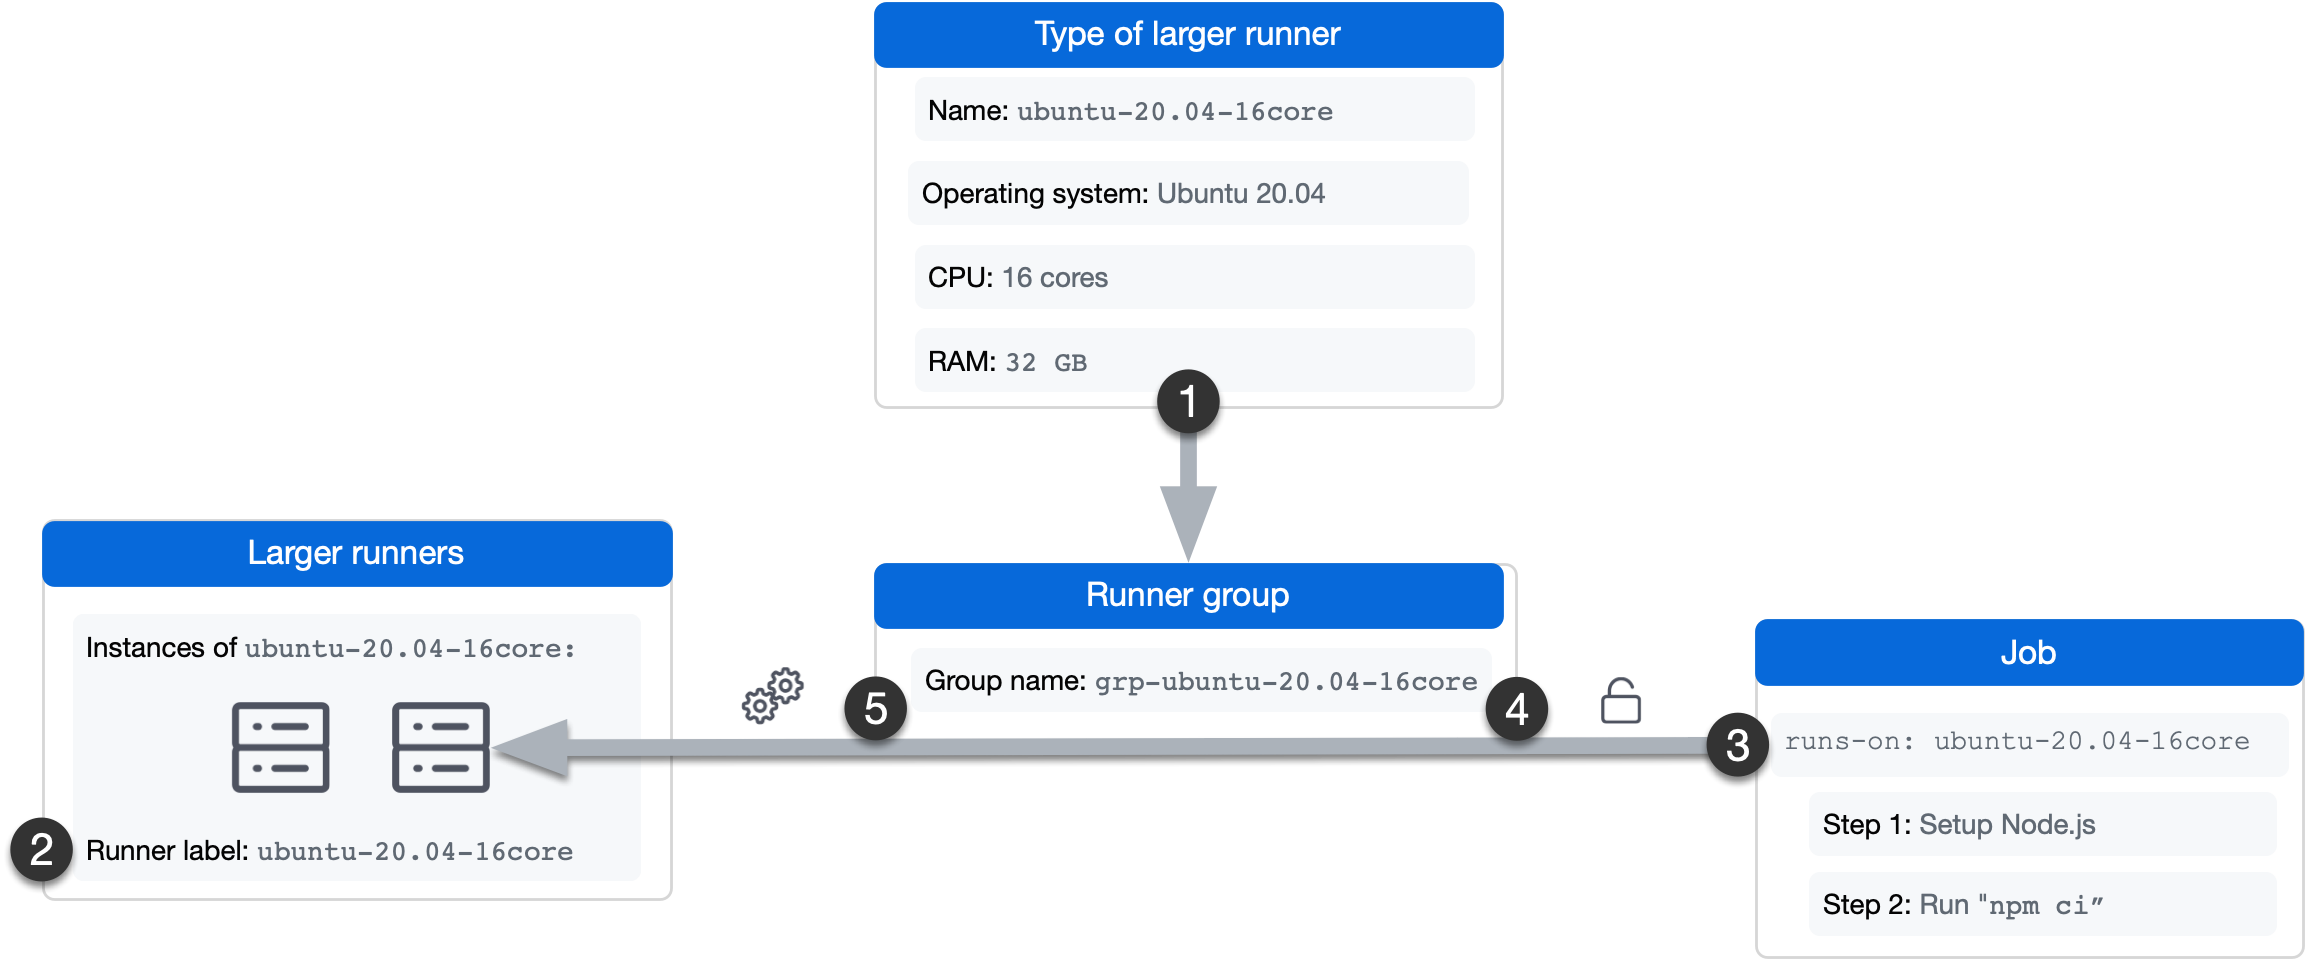 Type of larger runner
Name: ubuntu-20.04-16core
Operating system: Ubuntu 20.04
CPU: 16 cores
RAM: 32 GB
1
Larger runners
Instances of ubuntu-20.04-16core:
2
Runner label: ubuntu-20.04-16core
Runner group
Group name: grp-ubuntu-20.04-16core
5
4
Job
3
runs-on: ubuntu-20.04-16core
Step 1: Setup Node.js
Step 2: Run "npm ci”